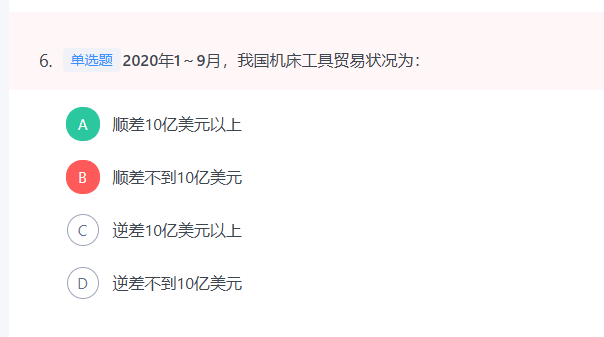 6. 单选题 2020年1～9月，我国机床工具贸易状况为：
A 顺差10亿美元以上
B 顺差不到10亿美元
C 逆差10亿美元以上
D 逆差不到10亿美元